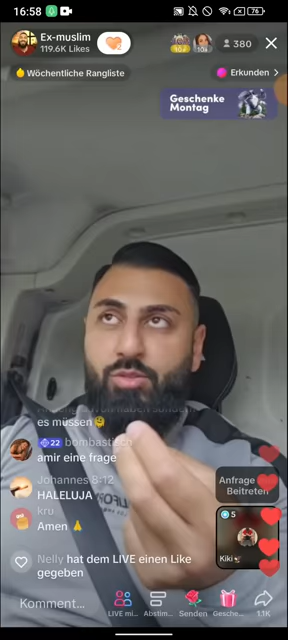 16:58
76
Ex-muslim
119.6K Likes
380
Wöchentliche Rangliste
Erkunden >
Geschenke
Montag
es müssen
22 bombastisch
amir eine frage
Johannes 8:12
HALELUJA
kru
Amen 🙏
Nelly hat dem LIVE einen Like
gegeben
Anfrage
Beitreten
S
Kiki
Komment...
LIVE mi...
Abstim...
Senden
Gesche...
1.1K